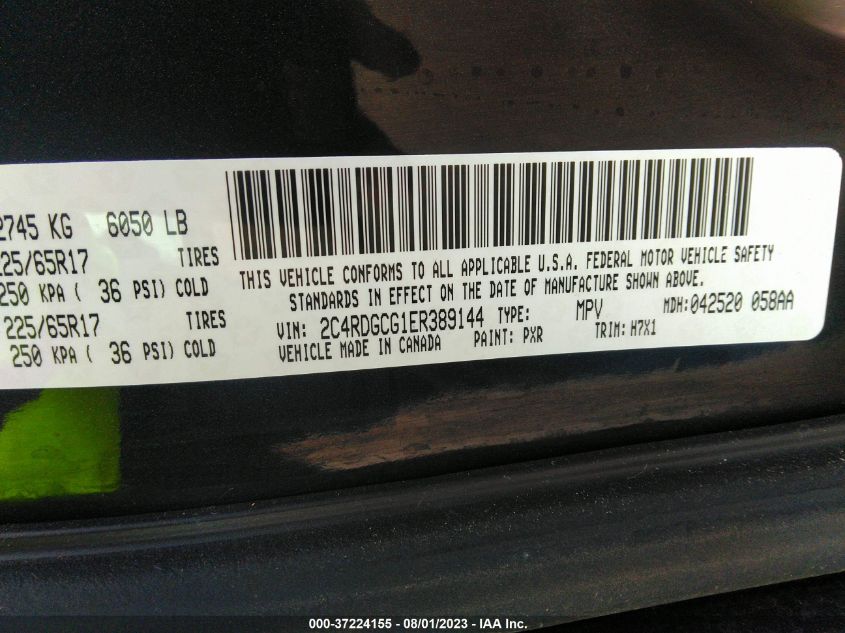 2745 KG 6050 LB
225/65R17 TIRES
250 KPA ( 36 PSI) COLD
225/65R17 TIRES
250 KPA ( 36 PSI) COLD
THIS VEHICLE CONFORMS TO ALL APPLICABLE U.S.A. FEDERAL MOTOR VEHICLE SAFETY
STANDARDS IN EFFECT ON THE DATE OF MANUFACTURE SHOWN ABOVE.
VIN: 2C4RDGCG1ER389144 TYPE: MPV MDH: 042520 058AA
VEHICLE MADE IN CANADA PAINT: PXR TRIM: H7X1
000-37224155 - 08/01/2023 - IAA Inc.